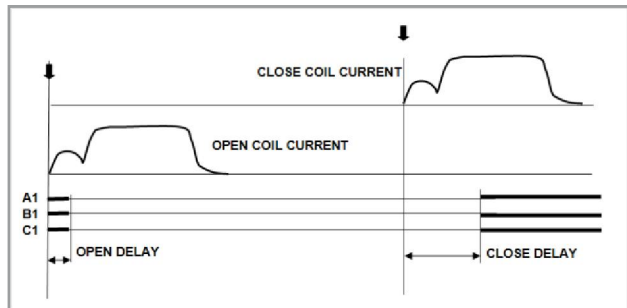 CLOSE COIL CURRENT
OPEN COIL CURRENT
A1
B1
C1
OPEN DELAY
CLOSE DELAY